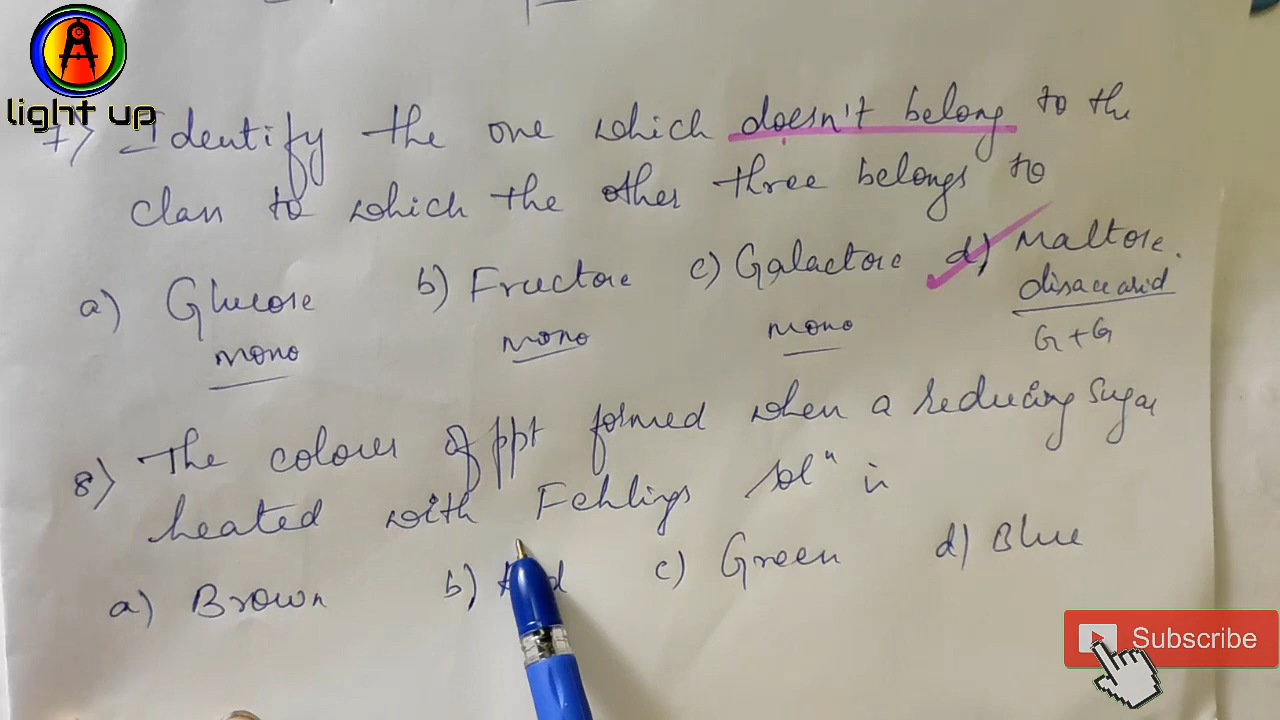 light up
7) Identify the one which doesn't belong to the
class to which the other three belongs to
a) Glucose b) Fructose c) Galactose d) Maltose.
mono mono mono disaccarid
G+G
8) The colour of ppt formed when a reducing sugar
heated with Fehlings solⁿ is
a) Brown b) c) Green d) Blue
Subscribe